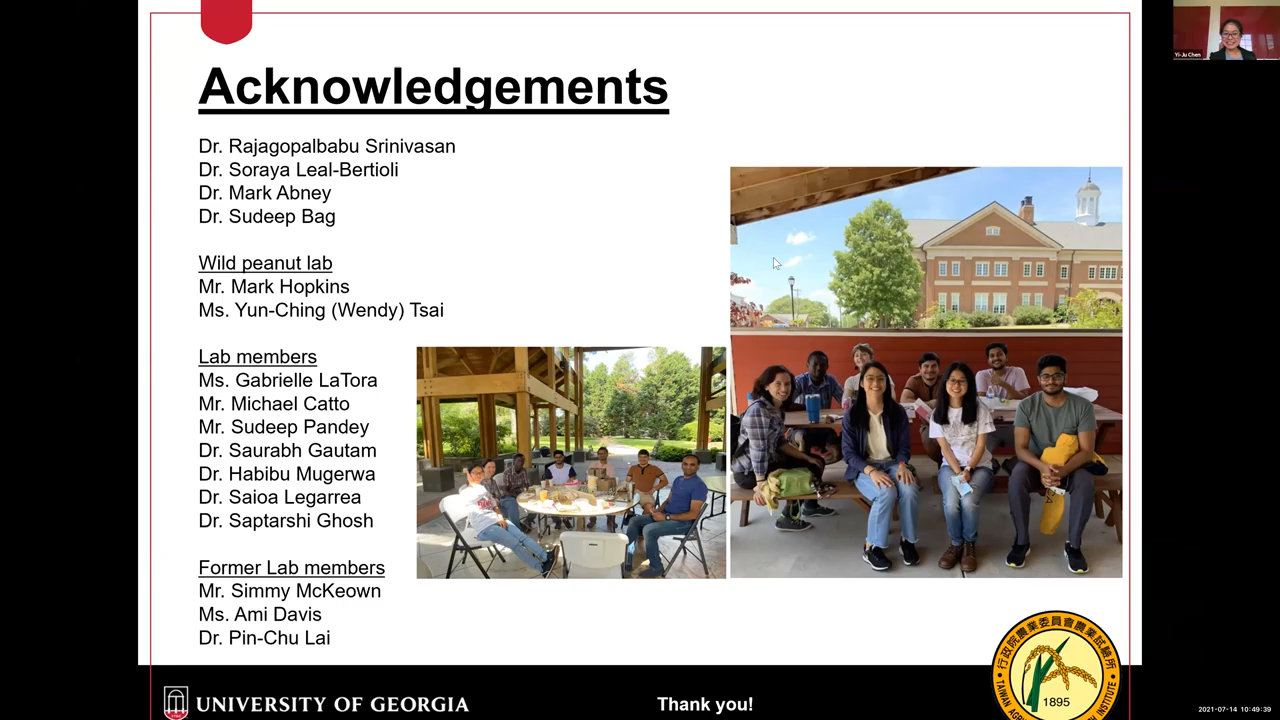 Acknowledgements
Dr. Rajagopalbabu Srinivasan
Dr. Soraya Leal-Bertioli
Dr. Mark Abney
Dr. Sudeep Bag
Wild peanut lab
Mr. Mark Hopkins
Ms. Yun-Ching (Wendy) Tsai
Lab members
Ms. Gabrielle LaTora
Mr. Michael Catto
Mr. Sudeep Pandey
Dr. Saurabh Gautam
Dr. Habibu Mugerwa
Dr. Saioa Legarrea
Dr. Saptarshi Ghosh
Former Lab members
Mr. Simmy McKeown
Ms. Ami Davis
Dr. Pin-Chu Lai
UNIVERSITY OF GEORGIA
Thank you!
行政院農業委員會農業試驗所
TAIWAN INSTITUTE
1895
Yi-Ju Chen
2021-07-14 10:49:39